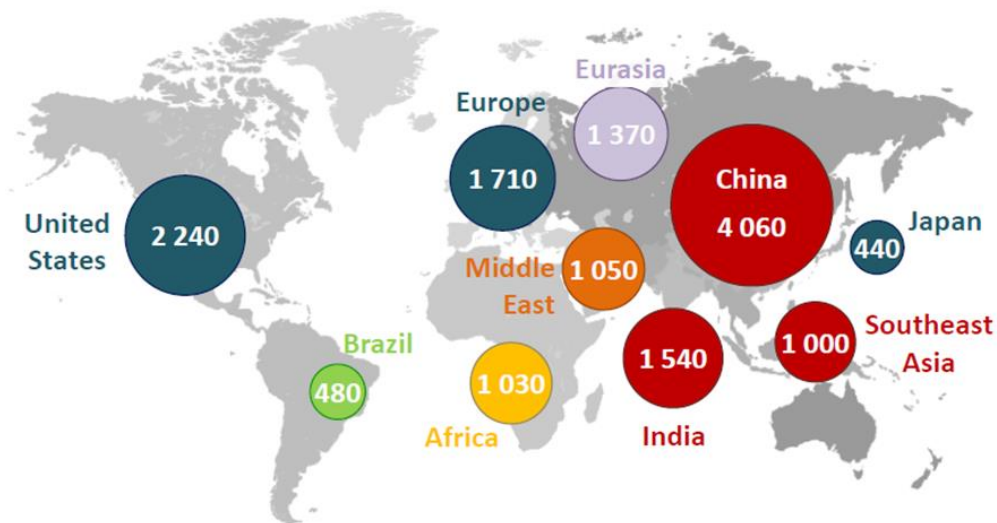 Eurasia
1 370
Europe
1 710
China
4 060
United
States
2 240
Japan
440
Middle
East
1 050
Southeast
Asia
1 000
Brazil
480
Africa
1 030
India
1 540